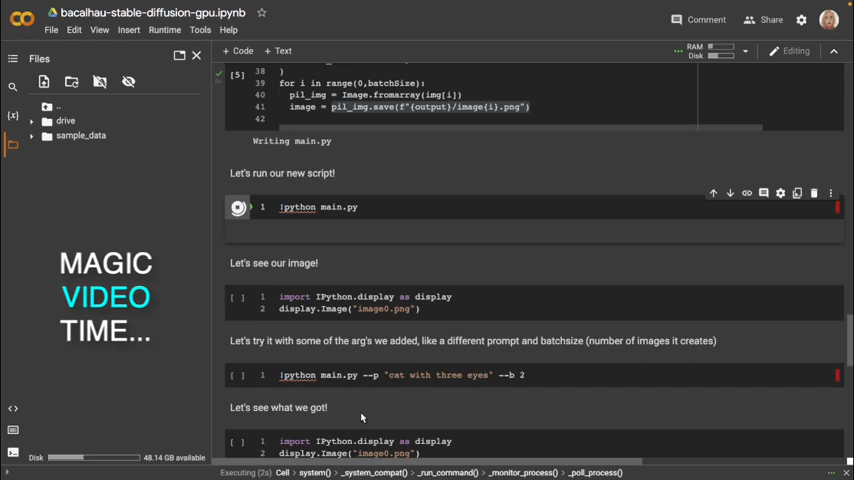 CO bacalhau-stable-diffusion-gpu.ipynb
File Edit View Insert Runtime Tools Help
Comment Share
+ Code + Text
RAM
Disk
Editing
Files
..
drive
sample_data
[5] 38 )
39 for i in range(0,batchSize):
40 pil_img = Image.fromarray(img[i])
41 image = pil_img.save(f"{output}/image{i}.png")
42
Writing main.py
Let's run our new script!
1 !python main.py
Let's see our image!
[ ] 1 import IPython.display as display
2 display.Image("image0.png")
Let's try it with some of the arg's we added, like a different prompt and batchsize (number of images it creates)
[ ] 1 !python main.py --p "cat with three eyes" --b 2
Let's see what we got!
[ ] 1 import IPython.display as display
2 display.Image("image0.png")
MAGIC
VIDEO
TIME...
Disk 48.14 GB available
Executing (2s) Cell > system() > _system_compat() > _run_command() > _monitor_process() > _poll_process()